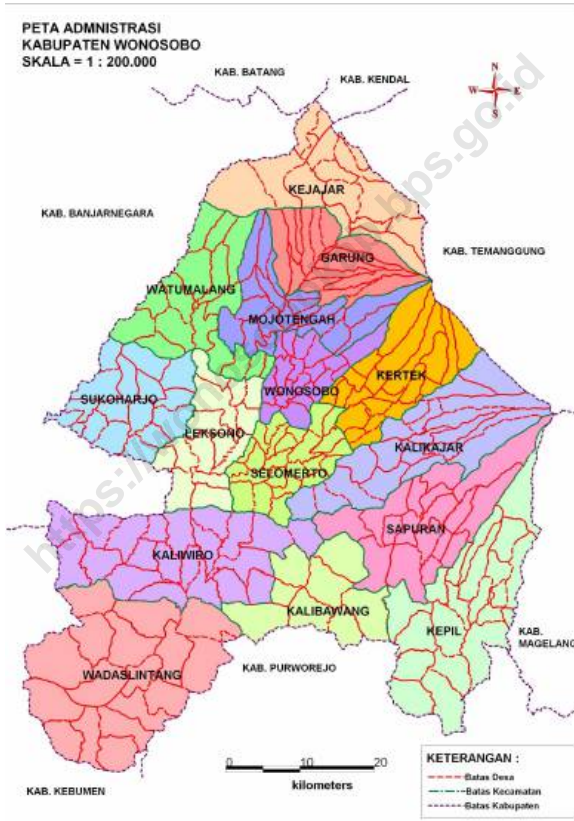 PETA ADMNISTRASI
KABUPATEN WONOSOBO
SKALA = 1 : 200.000
KAB. BATANG
KAB. KENDAL
N
W E
S
KEJAJAR
KAB. BANJARNEGARA
KAB. TEMANGGUNG
GARUNG
WATUMALANG
MOJOTENGAH
KERTEK
WONOSOBO
SUKOHARJO
LEKSONO
KALIKAJAR
SELOMERTO
SAPURAN
KALIWIRO
KALIBAWANG
KEPIL
KAB.
MAGELANG
KAB. PURWOREJO
WADASLINTANG
0 10 20
kilometers
KAB. KEBUMEN
KETERANGAN :
Batas Desa
Batas Kecamatan
Batas Kabupaten